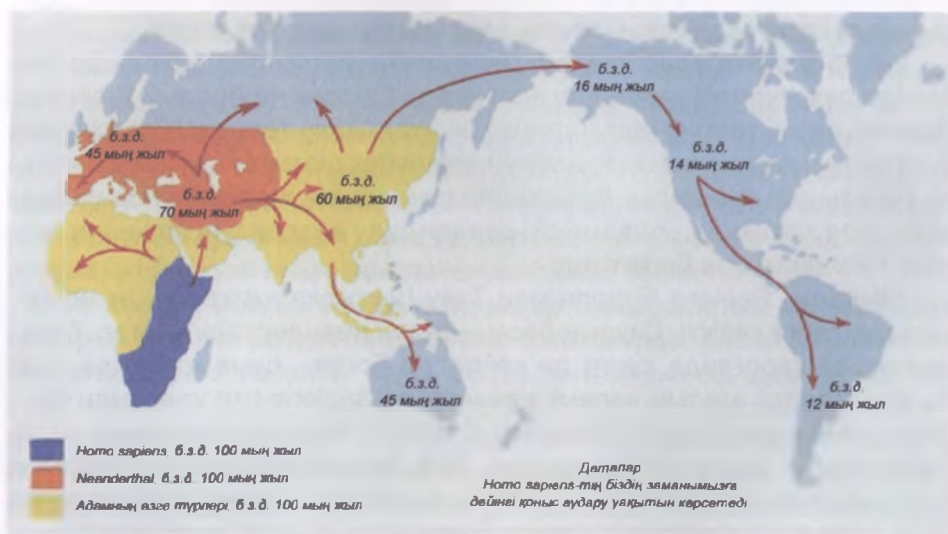 б.з.д.
16 мың жыл
б.з.д.
14 мың жыл
б.з.д.
45 мың жыл
б.з.д.
70 мың жыл
б.з.д.
60 мың жыл
б.з.д.
45 мың жыл
б.з.д.
12 мың жыл
Homo sapiens, б.з.д. 100 мың жыл
Neanderthal, б.з.д. 100 мың жыл
Адамның өзге түрлері, б.з.д. 100 мың жыл
Даталар
Homo sapiens-тің біздің заманымызға
дейінгі қоныс аудару уақытын көрсетеді